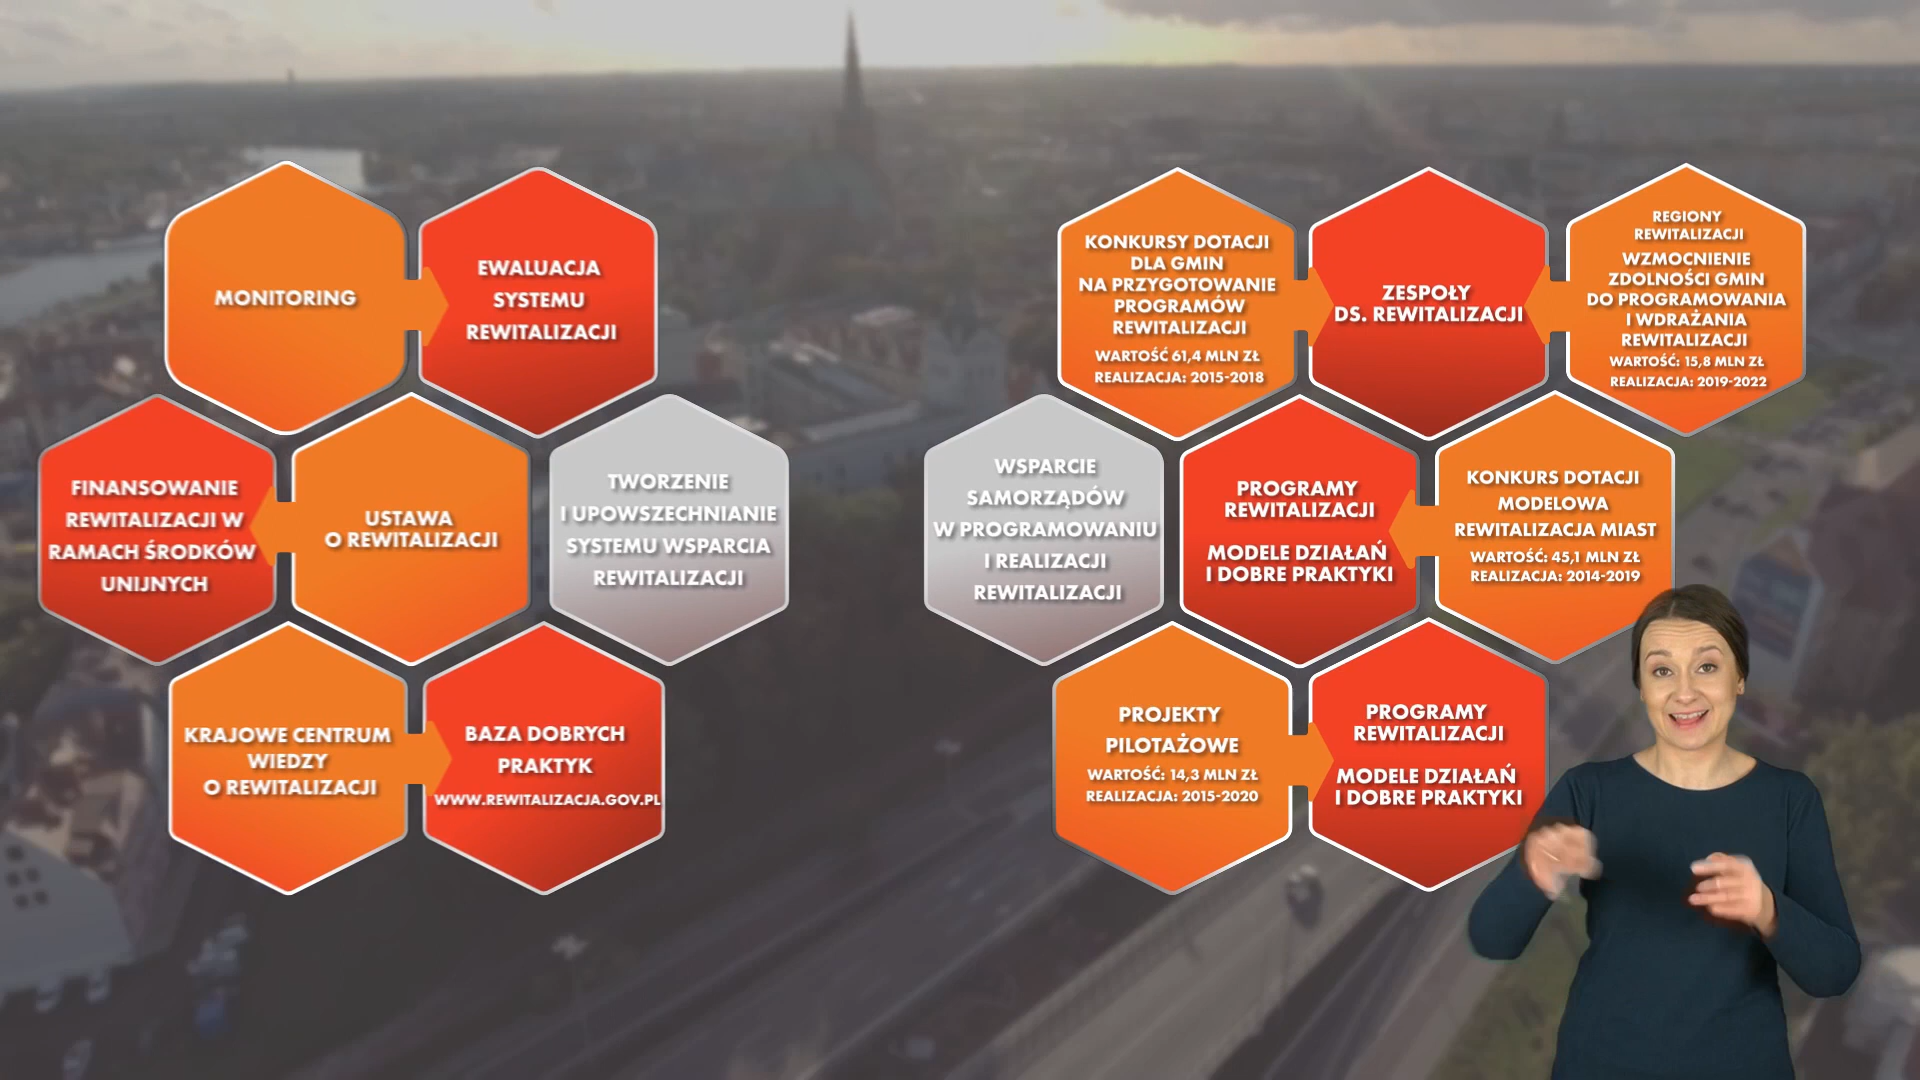 MONITORING
EWALUACJA
SYSTEMU
REWITALIZACJI
FINANSOWANIE
REWITALIZACJI W
RAMACH ŚRODKÓW
UNIJNYCH
USTAWA
O REWITALIZACJI
TWORZENIE
I UPOWSZECHNIANIE
SYSTEMU WSPARCIA
REWITALIZACJI
KRAJOWE CENTRUM
WIEDZY
O REWITALIZACJI
BAZA DOBRYCH
PRAKTYK
WWW.REWITALIZACJA.GOV.PL
KONKURSY DOTACJI
DLA GMIN
NA PRZYGOTOWANIE
PROGRAMÓW
REWITALIZACJI
WARTOŚĆ 61,4 MLN ZŁ
REALIZACJA: 2015-2018
ZESPOŁY
DS. REWITALIZACJI
REGIONY
REWITALIZACJI
WZMOCNIENIE
ZDOLNOŚCI GMIN
DO PROGRAMOWANIA
I WDRAŻANIA
REWITALIZACJI
WARTOŚĆ: 15,8 MLN ZŁ
REALIZACJA: 2019-2022
WSPARCIE
SAMORZĄDÓW
W PROGRAMOWANIU
I REALIZACJI
REWITALIZACJI
PROGRAMY
REWITALIZACJI
MODELE DZIAŁAŃ
I DOBRE PRAKTYKI
KONKURS DOTACJI
MODELOWA
REWITALIZACJA MIAST
WARTOŚĆ: 45,1 MLN ZŁ
REALIZACJA: 2014-2019
PROJEKTY
PILOTAŻOWE
WARTOŚĆ: 14,3 MLN ZŁ
REALIZACJA: 2015-2020
PROGRAMY
REWITALIZACJI
MODELE DZIAŁAŃ
I DOBRE PRAKTYKI